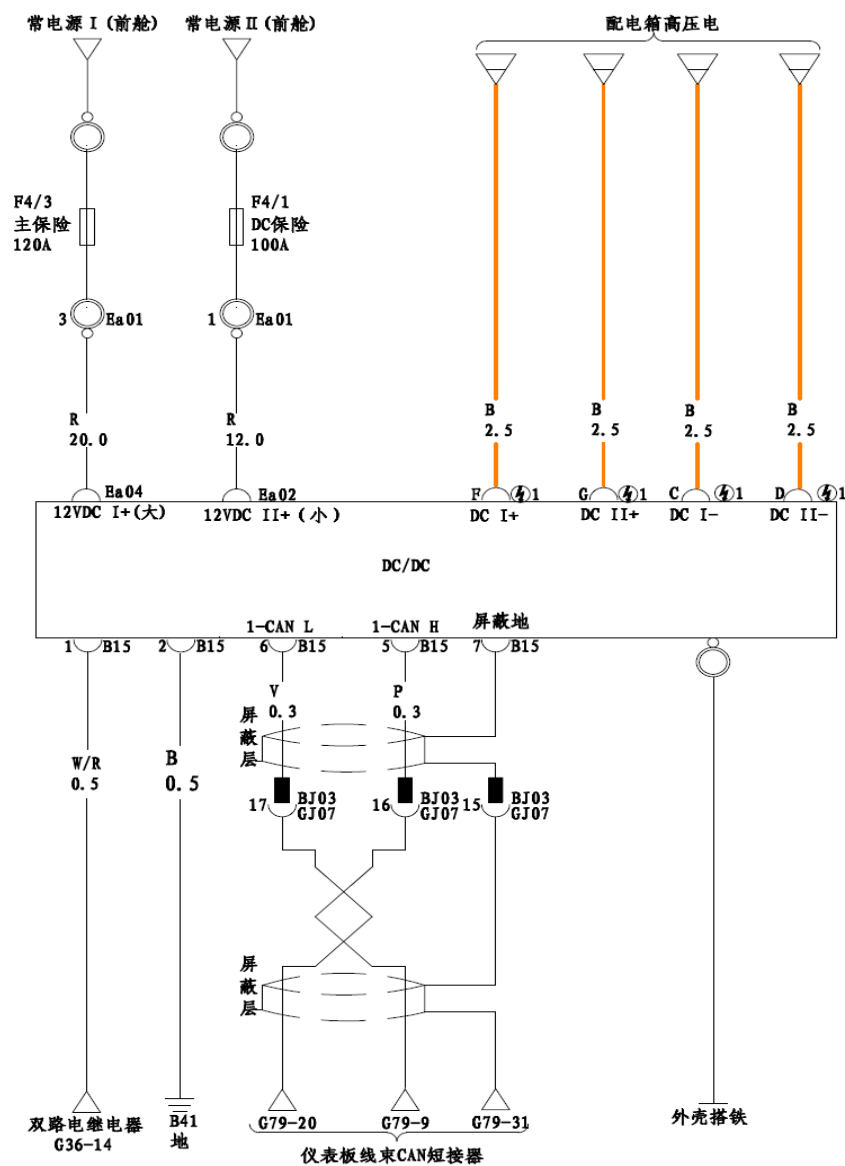 常电源Ⅰ(前舱)
常电源Ⅱ(前舱)
配电箱高压电
F4/3
主保险
120A
F4/1
DC保险
100A
3 Ea01
1 Ea01
R
20.0
R
12.0
B
2.5
B
2.5
B
2.5
B
2.5
Ea04
Ea02
F 1
G 1
C 1
D 1
12VDC I+(大)
12VDC II+(小)
DC I+
DC II+
DC I-
DC II-
DC/DC
1-CAN L
1-CAN H
屏蔽地
1 B15
2 B15
6 B15
5 B15
7 B15
V
0.3
P
0.3
屏
蔽
层
W/R
0.5
B
0.5
17 BJ03
GJ07
16 BJ03
GJ07
15 BJ03
GJ07
屏
蔽
层
双路电继电器
G36-14
B41
地
G79-20
G79-9
G79-31
仪表板线束CAN短接器
外壳搭铁